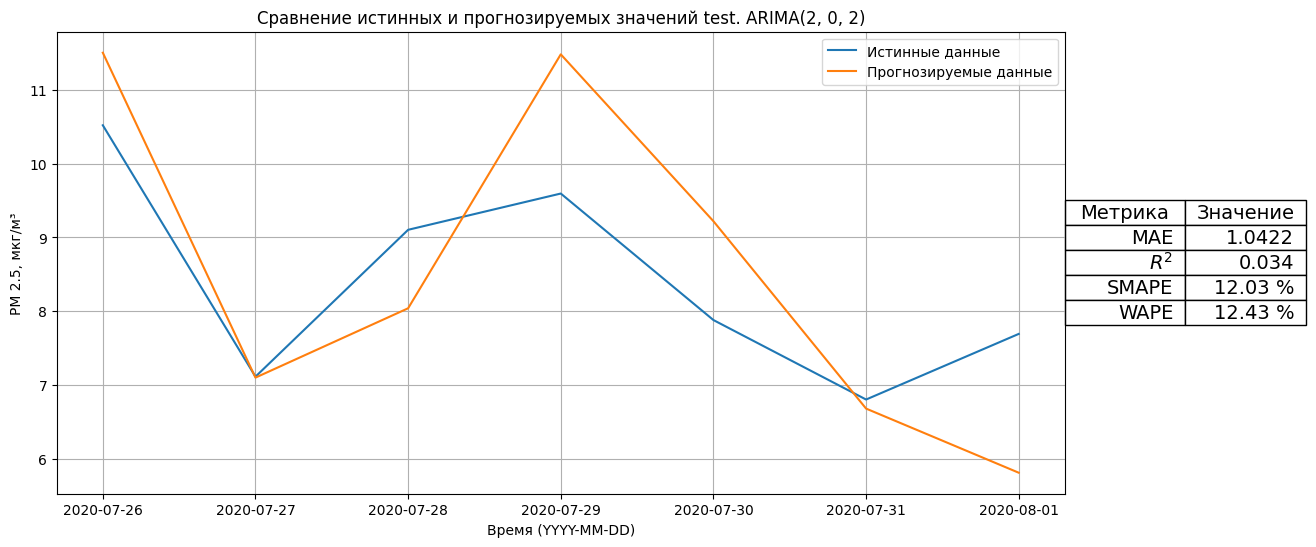 Сравнение истинных и прогнозируемых значений test. ARIMA(2, 0, 2)
Истинные данные
Прогнозируемые данные
PM 2.5, мкг/м³
11
10
9
8
7
6
2020-07-26 2020-07-27 2020-07-28 2020-07-29 2020-07-30 2020-07-31 2020-08-01
Время (YYYY-MM-DD)
Метрика Значение
MAE 1.0422
R² 0.034
SMAPE 12.03 %
WAPE 12.43 %